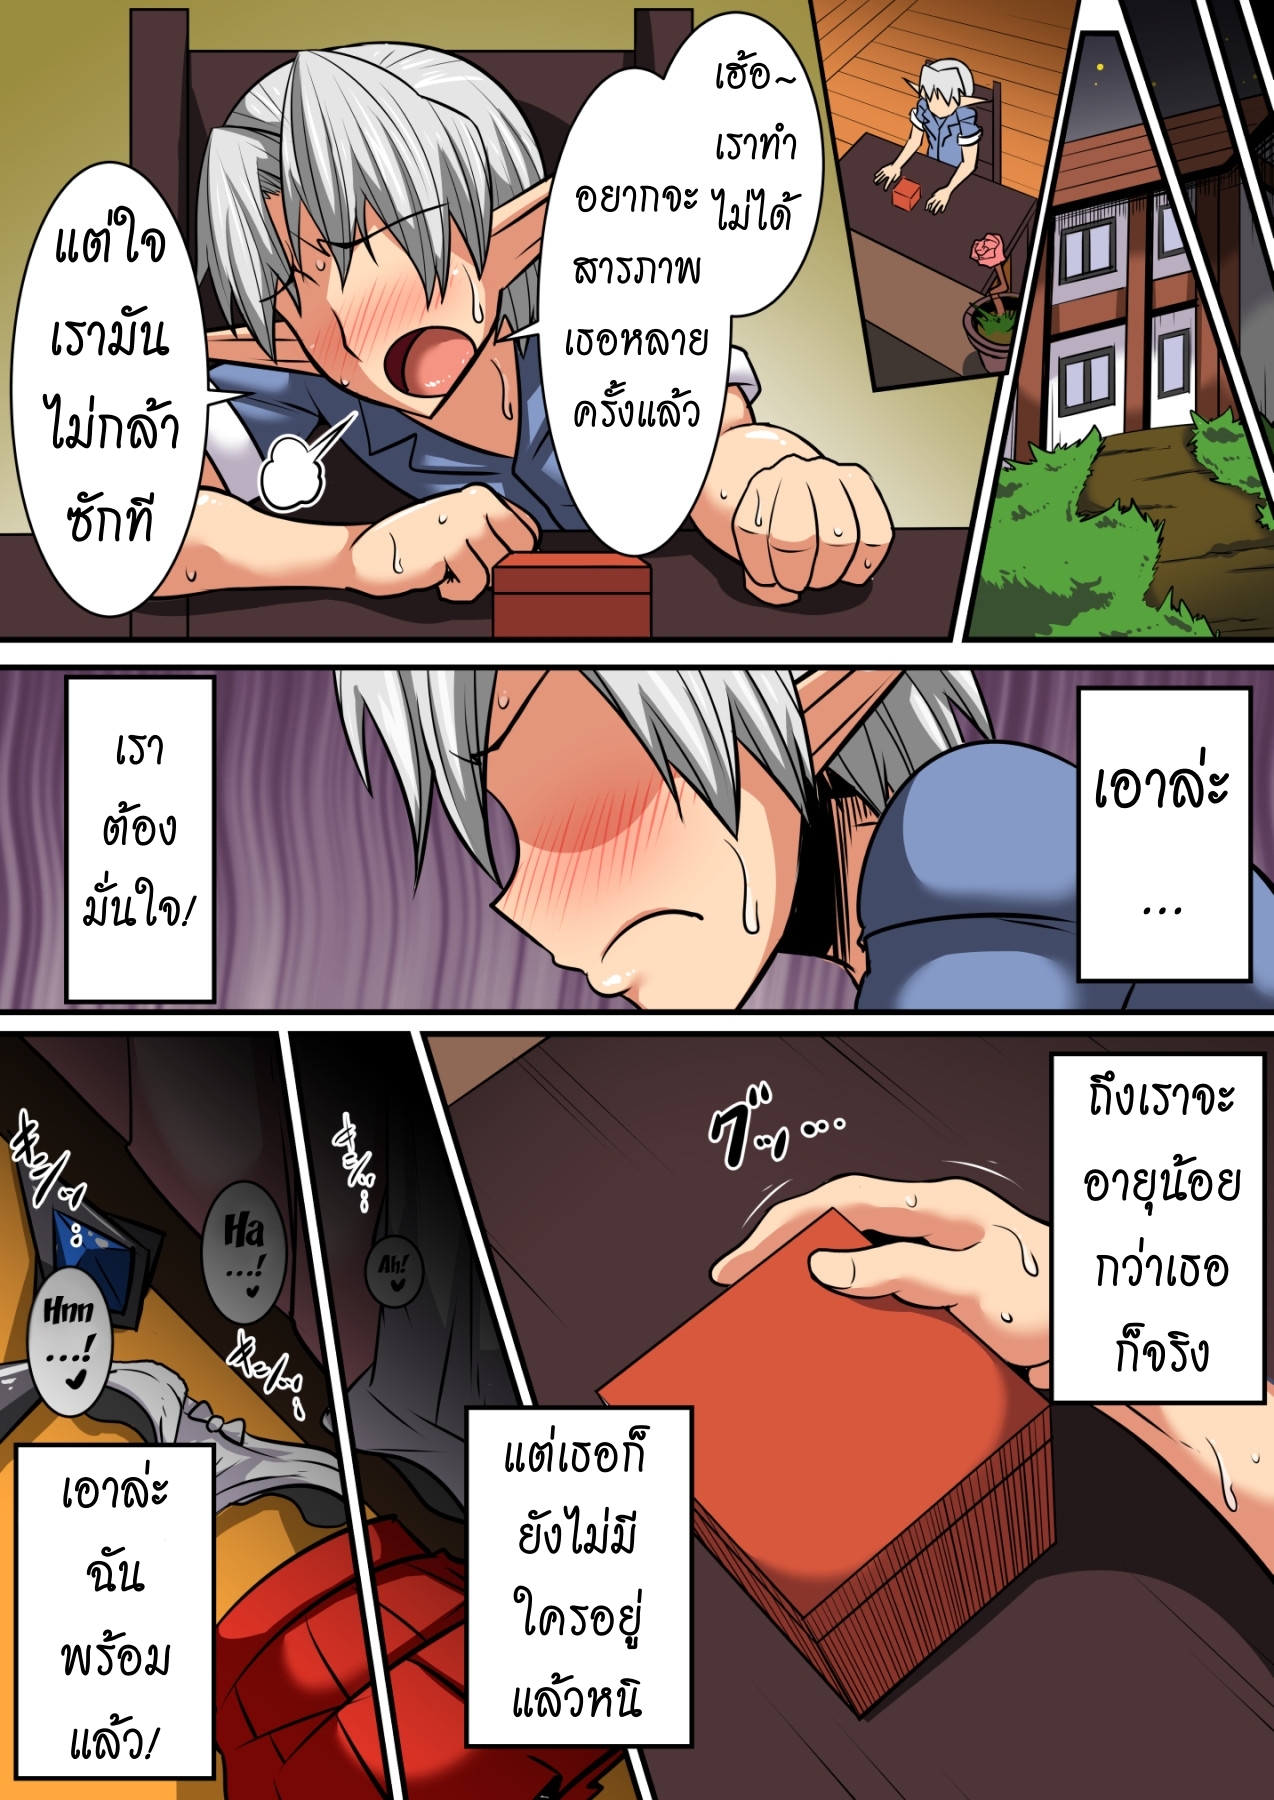 เฮ้อ~
เราทำ
ไม่ได้
อยากจะ
สารภาพ
เธอหลาย
ครั้งแล้ว
แต่ใจ
เรามัน
ไม่กล้า
ซักที
เอาล่ะ
...
เรา
ต้อง
มั่นใจ!
ถึงเราจะ
อายุน้อย
กว่าเธอ
ก็จริง
グッ...
แต่เธอก็
ยังไม่มี
ใครอยู่
แล้วหนิ
Ah!
♥
Ha
...!
♥
Hnn
...!
♥
เอาล่ะ
ฉัน
พร้อม
แล้ว!